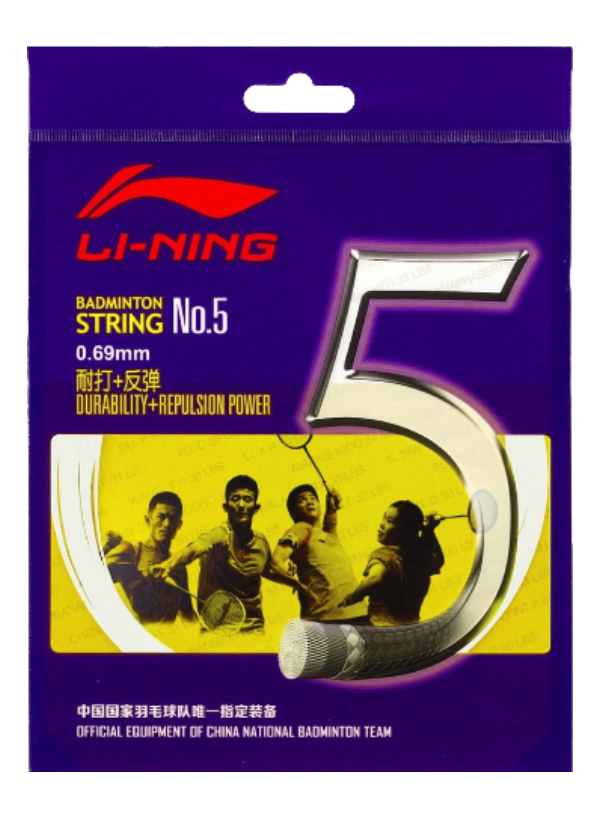 LI-NING
BADMINTON
STRING No.5
0.69mm
耐打+反弹
DURABILITY+REPULSION POWER
5
中国国家羽毛球队唯一指定装备
OFFICIAL EQUIPMENT OF CHINA NATIONAL BADMINTON TEAM